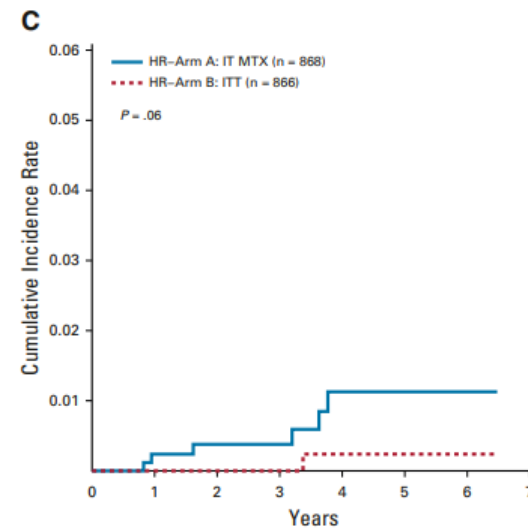 C
0.06
HR–Arm A: IT MTX (n = 868)
HR–Arm B: ITT (n = 866)
P = .06
0.05
0.04
0.03
0.02
0.01
Cumulative Incidence Rate
0 1 2 3 4 5 6 7
Years